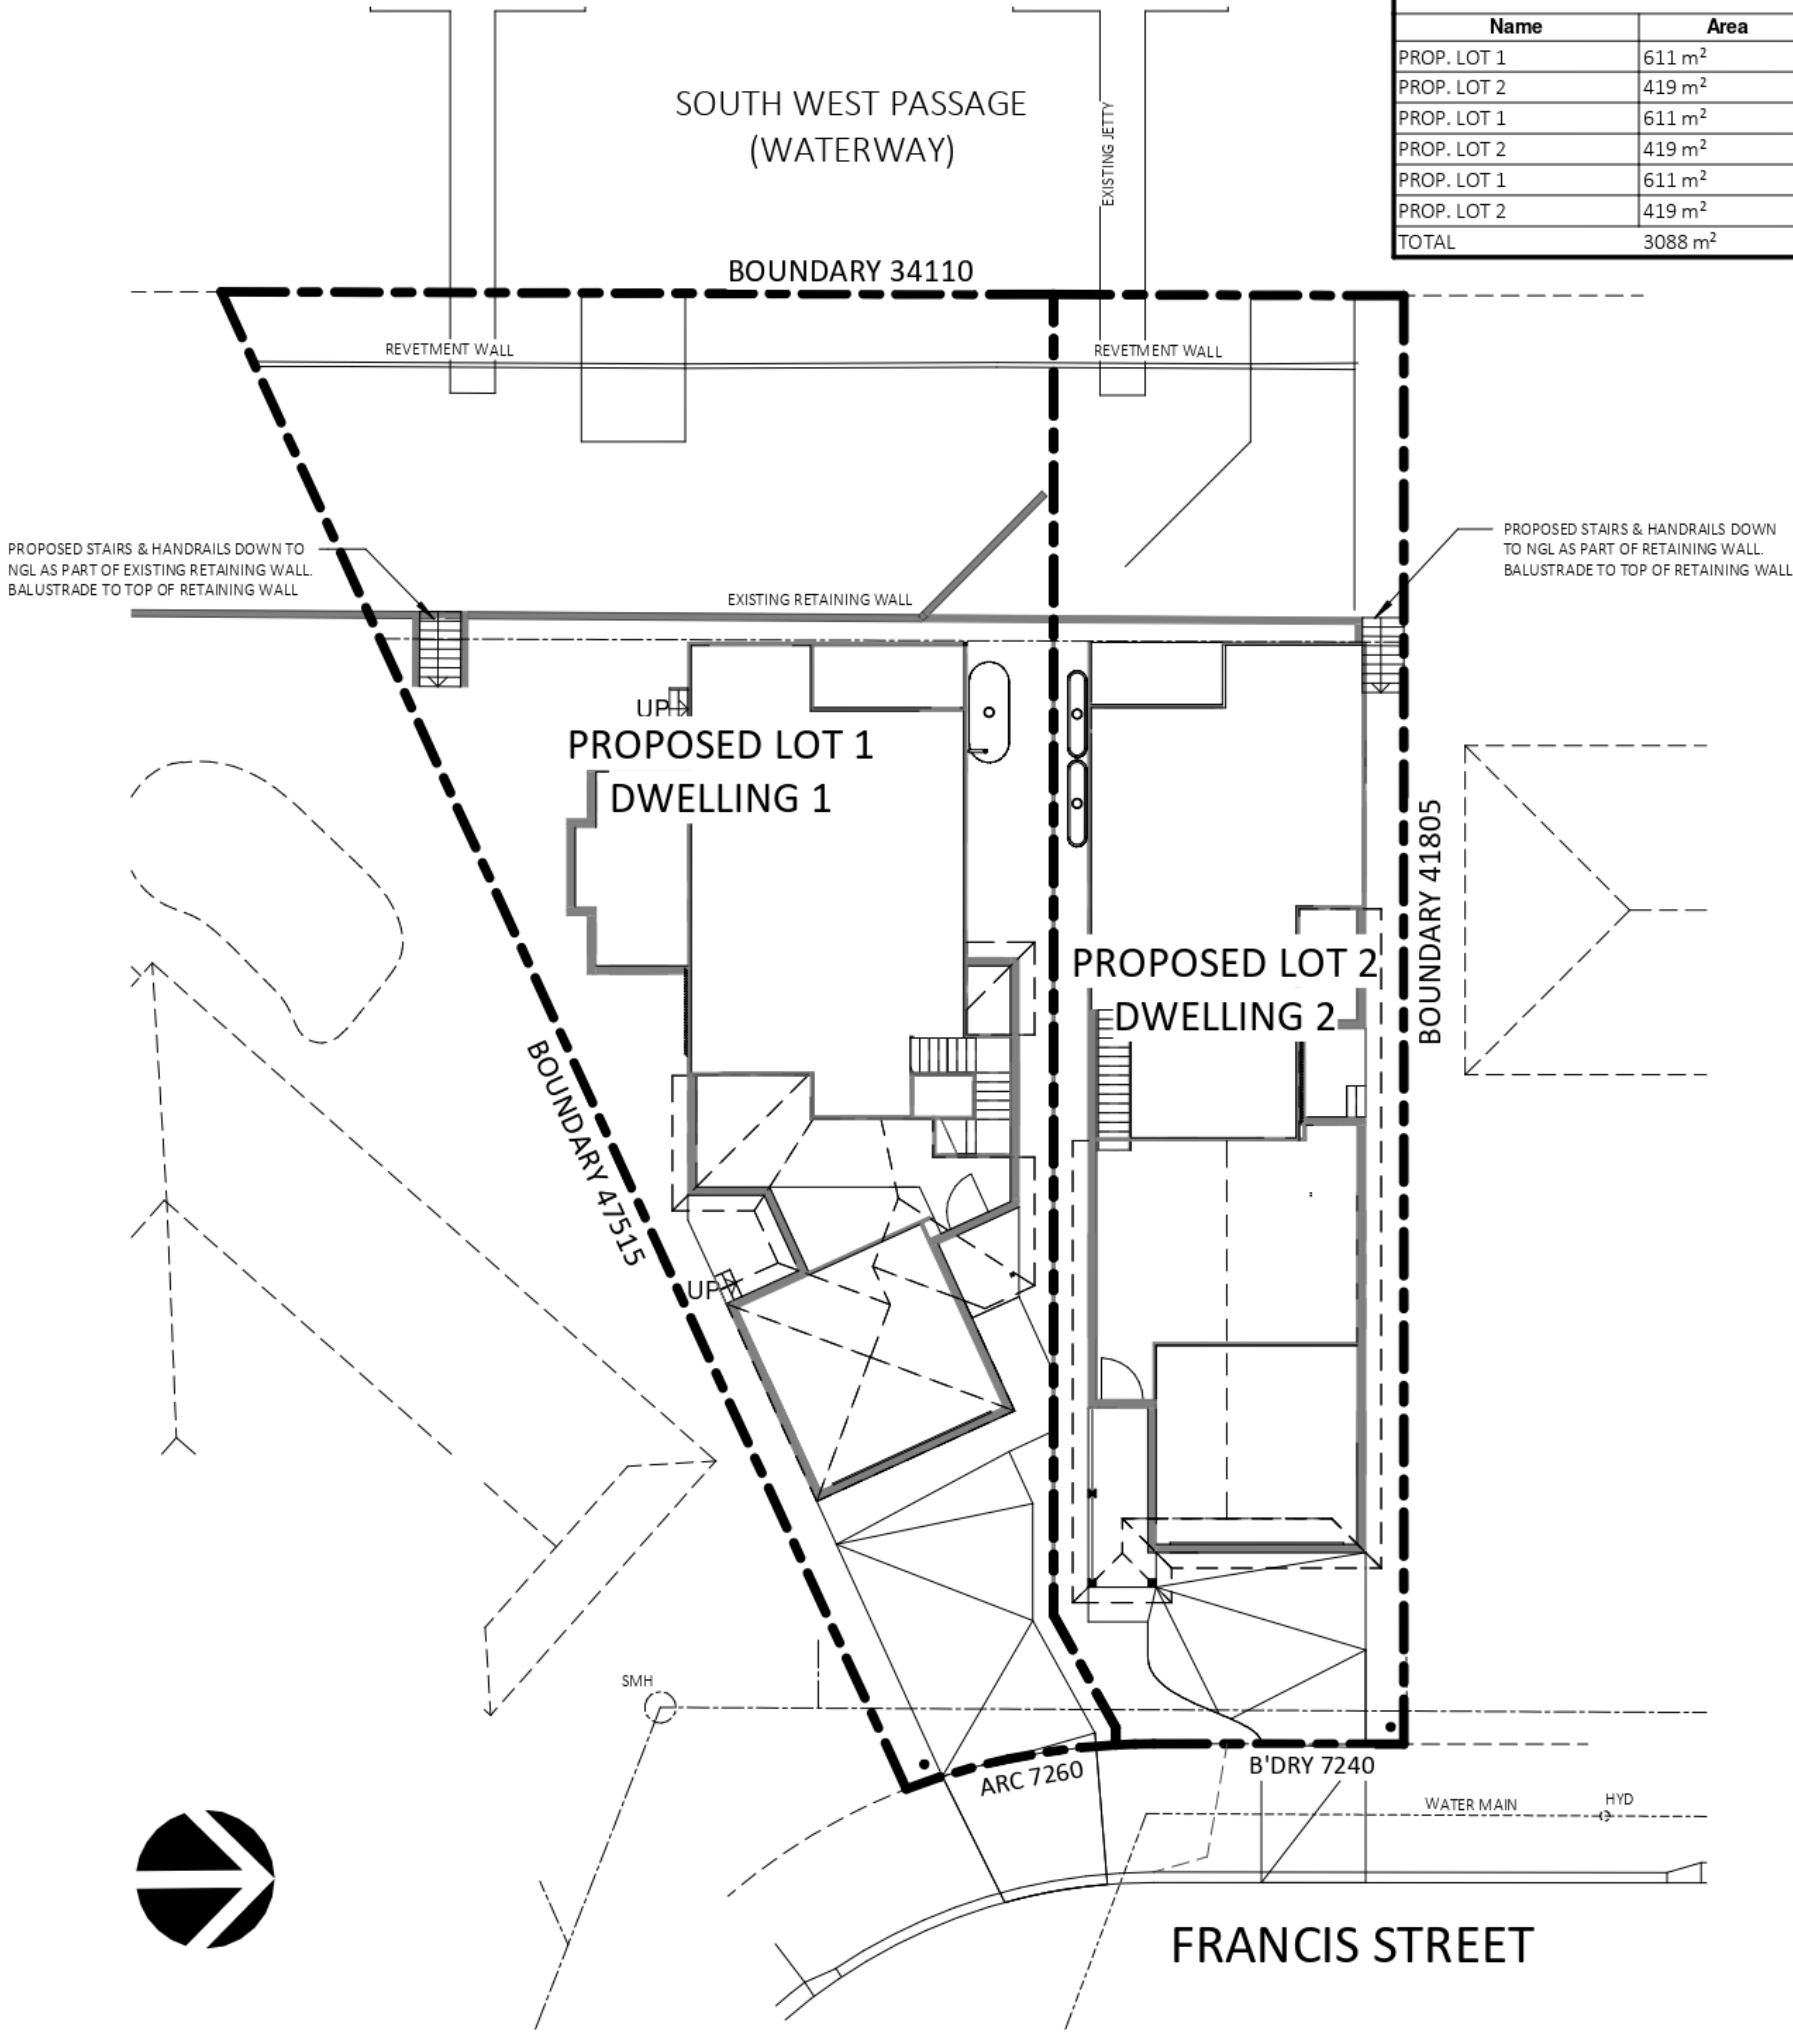 Name Area
PROP. LOT 1 611 m²
PROP. LOT 2 419 m²
PROP. LOT 1 611 m²
PROP. LOT 2 419 m²
PROP. LOT 1 611 m²
PROP. LOT 2 419 m²
TOTAL 3088 m²
SOUTH WEST PASSAGE
(WATERWAY)
EXISTING JETTY
BOUNDARY 34110
REVETMENT WALL
REVETMENT WALL
PROPOSED STAIRS & HANDRAILS DOWN TO
NGL AS PART OF EXISTING RETAINING WALL.
BALUSTRADE TO TOP OF RETAINING WALL
PROPOSED STAIRS & HANDRAILS DOWN
TO NGL AS PART OF RETAINING WALL.
BALUSTRADE TO TOP OF RETAINING WALL
EXISTING RETAINING WALL
UP
PROPOSED LOT 1
DWELLING 1
BOUNDARY 41805
PROPOSED LOT 2
DWELLING 2
BOUNDARY 47515
UP
SMH
ARC 7260
B'DRY 7240
WATER MAIN
HYD
FRANCIS STREET